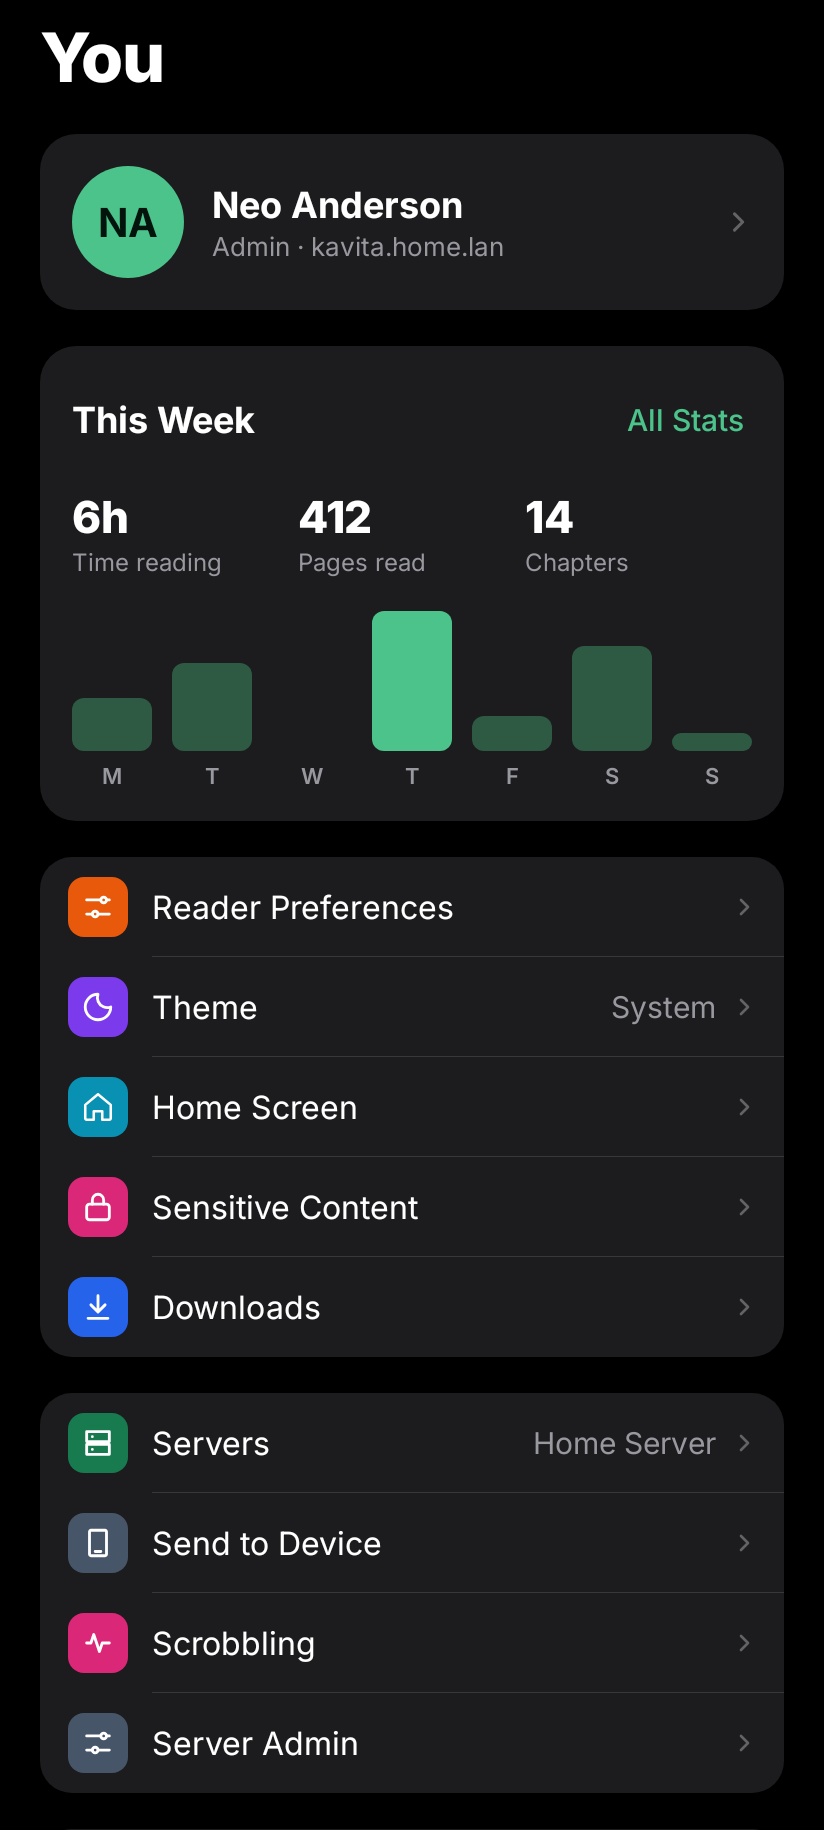 You
NA
Neo Anderson
Admin · kavita.home.lan
This Week
All Stats
6h
412
14
Time reading
Pages read
Chapters
M T W T F S S
Reader Preferences
Theme
System
Home Screen
Sensitive Content
Downloads
Servers
Home Server
Send to Device
Scrobbling
Server Admin